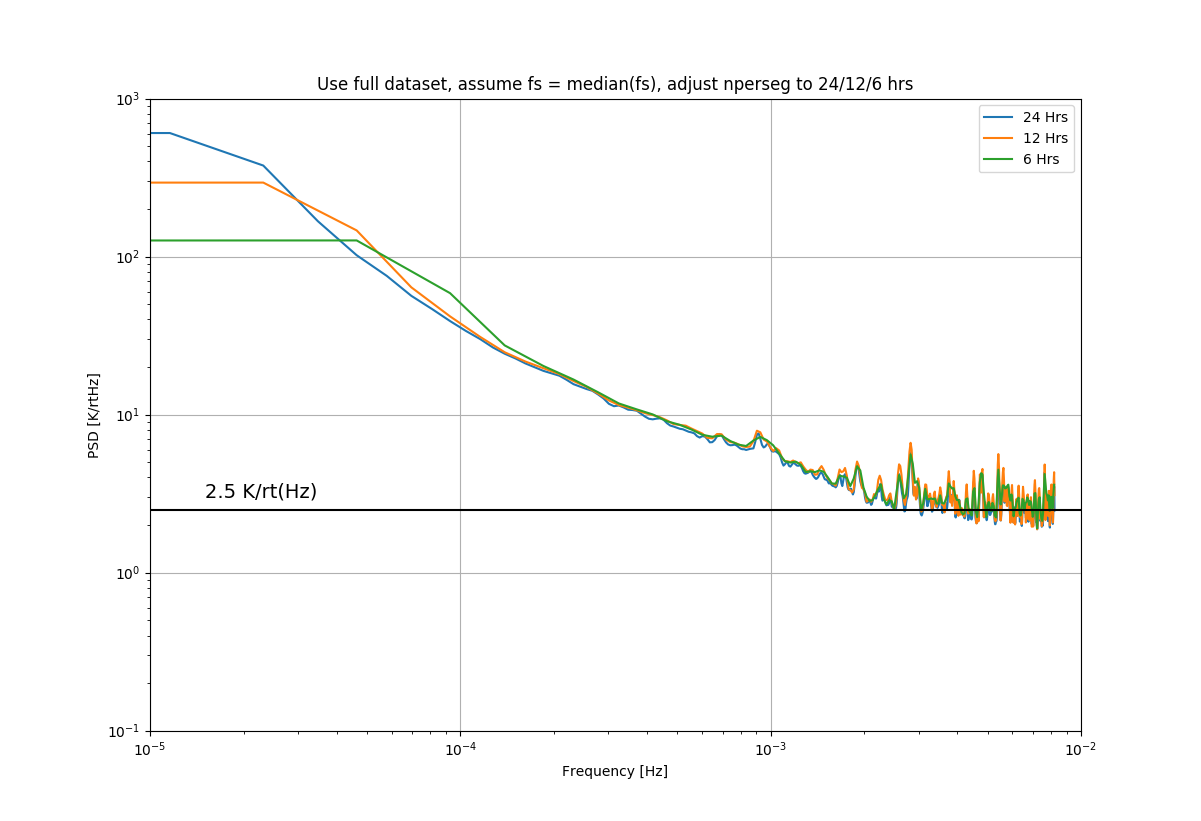 Use full dataset, assume fs = median(fs), adjust nperseg to 24/12/6 hrs
24 Hrs
12 Hrs
6 Hrs
10³
10²
10¹
10⁰
10⁻¹
PSD [K/rtHz]
2.5 K/rt(Hz)
10⁻⁵
10⁻⁴
10⁻³
10⁻²
Frequency [Hz]